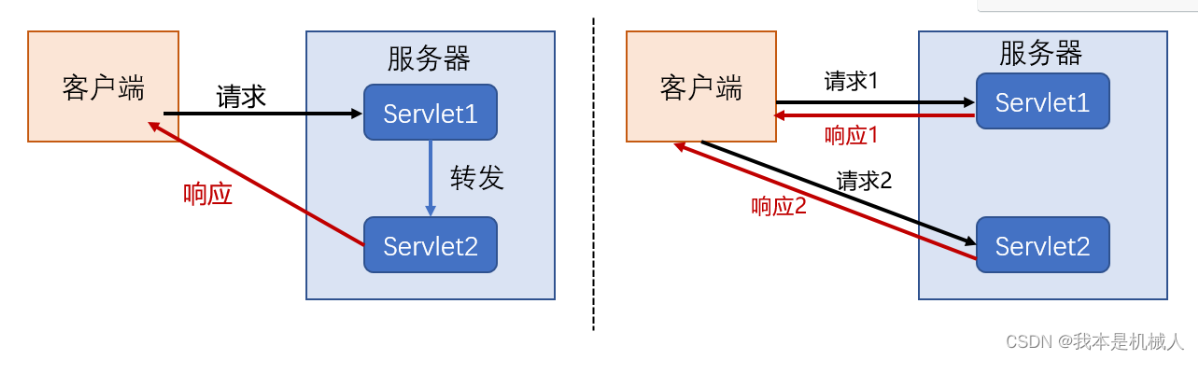 客户端
服务器
请求
Servlet1
转发
响应
Servlet2
客户端
服务器
请求1
Servlet1
响应1
请求2
响应2
Servlet2
CSDN @我本是机械人